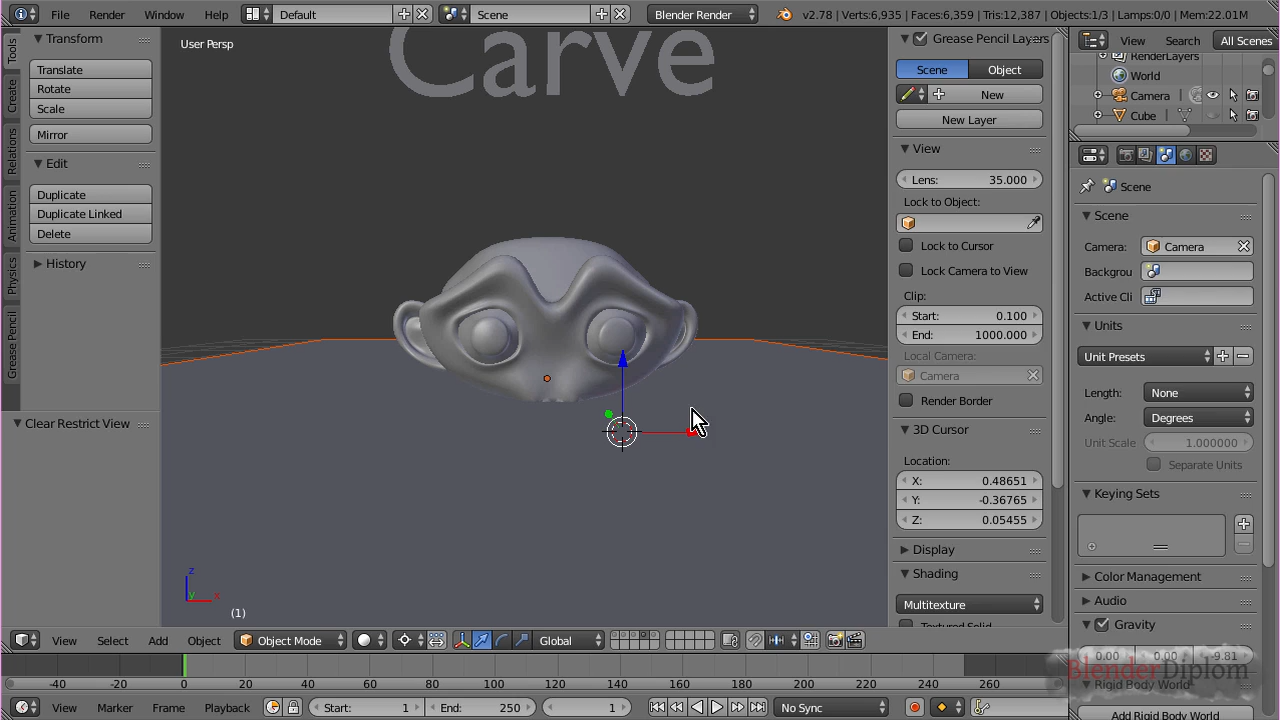 File Render Window Help Default Scene Blender Render v2.78 | Verts:6,935 | Faces:6,359 | Tris:12,387 | Objects:1/3 | Lamps:0/0 | Mem:22.01M
Tools
Create
Relations
Animation
Physics
Grease Pencil
Transform
Translate
Rotate
Scale
Mirror
Edit
Duplicate
Duplicate Linked
Delete
History
Clear Restrict View
User Persp
Carve
z
y x
(1)
Grease Pencil Layers
Scene Object
New
New Layer
View
Lens: 35.000
Lock to Object:
Lock to Cursor
Lock Camera to View
Clip:
Start: 0.100
End: 1000.000
Local Camera:
Camera
Render Border
3D Cursor
Location:
X: 0.48651
Y: -0.36765
Z: 0.05455
Display
Shading
Multitexture
Textured Solid
View Search All Scenes
RenderLayers
World
Camera
Cube
Scene
Scene
Camera: Camera
Backgrou
Active Cli
Units
Unit Presets
Length: None
Angle: Degrees
Unit Scale 1.000000
Separate Units
Keying Sets
Color Management
Audio
Gravity
0.00 0.00 -9.81
BlenderDiplom
Rigid Body World
Add Rigid Body World
View Select Add Object Object Mode Global
-40 -20 0 20 40 60 80 100 120 140 160 180 200 220 240 260
View Marker Frame Playback Start: 1 End: 250 1 No Sync